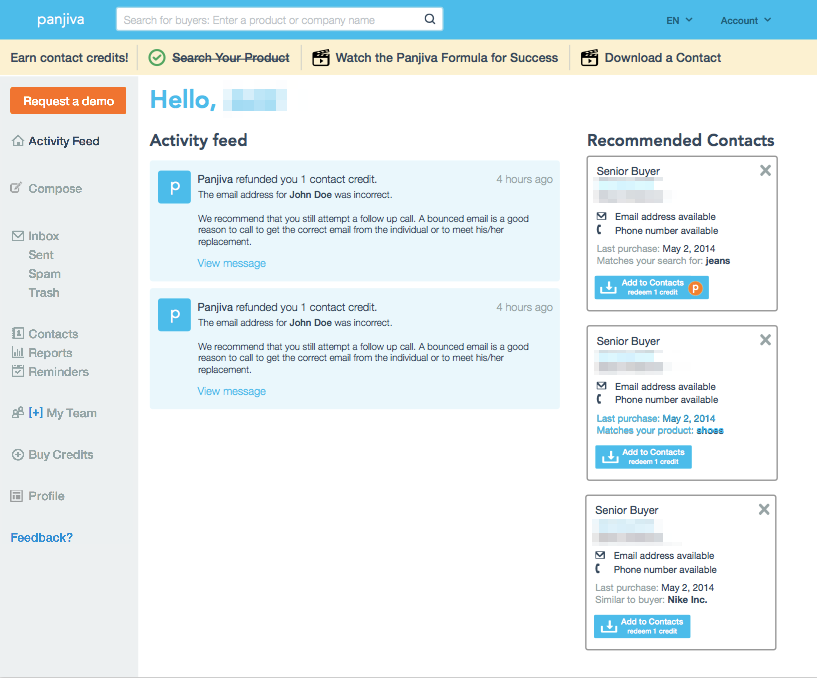 panjiva
Search for buyers: Enter a product or company name
EN
Account
Earn contact credits!
Search Your Product
Watch the Panjiva Formula for Success
Download a Contact
Request a demo
Activity Feed
Compose
Inbox
Sent
Spam
Trash
Contacts
Reports
Reminders
[+] My Team
Buy Credits
Profile
Feedback?
Hello,
Activity feed
p
Panjiva refunded you 1 contact credit.
4 hours ago
The email address for John Doe was incorrect.
We recommend that you still attempt a follow up call. A bounced email is a good
reason to call to get the correct email from the individual or to meet his/her
replacement.
View message
p
Panjiva refunded you 1 contact credit.
4 hours ago
The email address for John Doe was incorrect.
We recommend that you still attempt a follow up call. A bounced email is a good
reason to call to get the correct email from the individual or to meet his/her
replacement.
View message
Recommended Contacts
Senior Buyer
Email address available
Phone number available
Last purchase: May 2, 2014
Matches your search for: jeans
Add to Contacts
redeem 1 credit
p
Senior Buyer
Email address available
Phone number available
Last purchase: May 2, 2014
Matches your product: shoes
Add to Contacts
redeem 1 credit
Senior Buyer
Email address available
Phone number available
Last purchase: May 2, 2014
Similar to buyer: Nike Inc.
Add to Contacts
redeem 1 credit